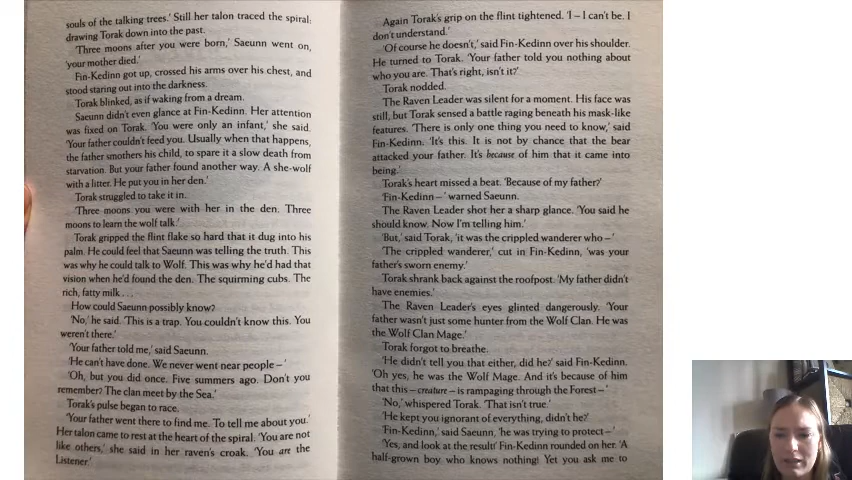 souls of the talking trees.' Still her talon traced the spiral:
drawing Torak down into the past.
'Three moons after you were born,' Saeunn went on,
'your mother died.'
Fin-Kedinn got up, crossed his arms over his chest, and
stood staring out into the darkness.
Torak blinked, as if waking from a dream.
Saeunn didn't even glance at Fin-Kedinn. Her attention
was fixed on Torak. 'You were only an infant,' she said.
'Your father couldn't feed you. Usually when that happens,
the father smothers his child, to spare it a slow death from
starvation. But your father found another way. A she-wolf
with a litter. He put you in her den.'
Torak struggled to take it in.
'Three moons you were with her in the den. Three
moons to learn the wolf talk.'
Torak gripped the flint flake so hard that it dug into his
palm. He could feel that Saeunn was telling the truth. This
was why he could talk to Wolf. This was why he'd had that
vision when he'd found the den. The squirming cubs. The
rich, fatty milk . . .
How could Saeunn possibly know?
'No,' he said. 'This is a trap. You couldn't know this. You
weren't there.'
'Your father told me,' said Saeunn.
'He can't have done. We never went near people –'
'Oh, but you did once. Five summers ago. Don't you
remember? The clan meet by the Sea.'
Torak's pulse began to race.
'Your father went there to find me. To tell me about you.'
Her talon came to rest at the heart of the spiral. 'You are not
like others,' she said in her raven's croak. 'You are the
Listener.'
Again Torak's grip on the flint tightened. 'I – I can't be. I
don't understand.'
'Of course he doesn't,' said Fin-Kedinn over his shoulder.
He turned to Torak. 'Your father told you nothing about
who you are. That's right, isn't it?'
Torak nodded.
The Raven Leader was silent for a moment. His face was
still, but Torak sensed a battle raging beneath his mask-like
features. 'There is only one thing you need to know,' said
Fin-Kedinn. 'It's this. It is not by chance that the bear
attacked your father. It's because of him that it came into
being.'
Torak's heart missed a beat. 'Because of my father?'
'Fin-Kedinn –' warned Saeunn.
The Raven Leader shot her a sharp glance. 'You said he
should know. Now I'm telling him.'
'But,' said Torak, 'it was the crippled wanderer who –'
'The crippled wanderer,' cut in Fin-Kedinn, 'was your
father's sworn enemy.'
Torak shrank back against the roofpost. 'My father didn't
have enemies.'
The Raven Leader's eyes glinted dangerously. 'Your
father wasn't just some hunter from the Wolf Clan. He was
the Wolf Clan Mage.'
Torak forgot to breathe.
'He didn't tell you that either, did he?' said Fin-Kedinn.
'Oh yes, he was the Wolf Mage. And it's because of him
that this – creature – is rampaging through the Forest –'
'No,' whispered Torak. 'That isn't true.'
'He kept you ignorant of everything, didn't he?'
'Fin-Kedinn,' said Saeunn, 'he was trying to protect –'
'Yes, and look at the result!' Fin-Kedinn rounded on her. 'A
half-grown boy who knows nothing! Yet you ask me to